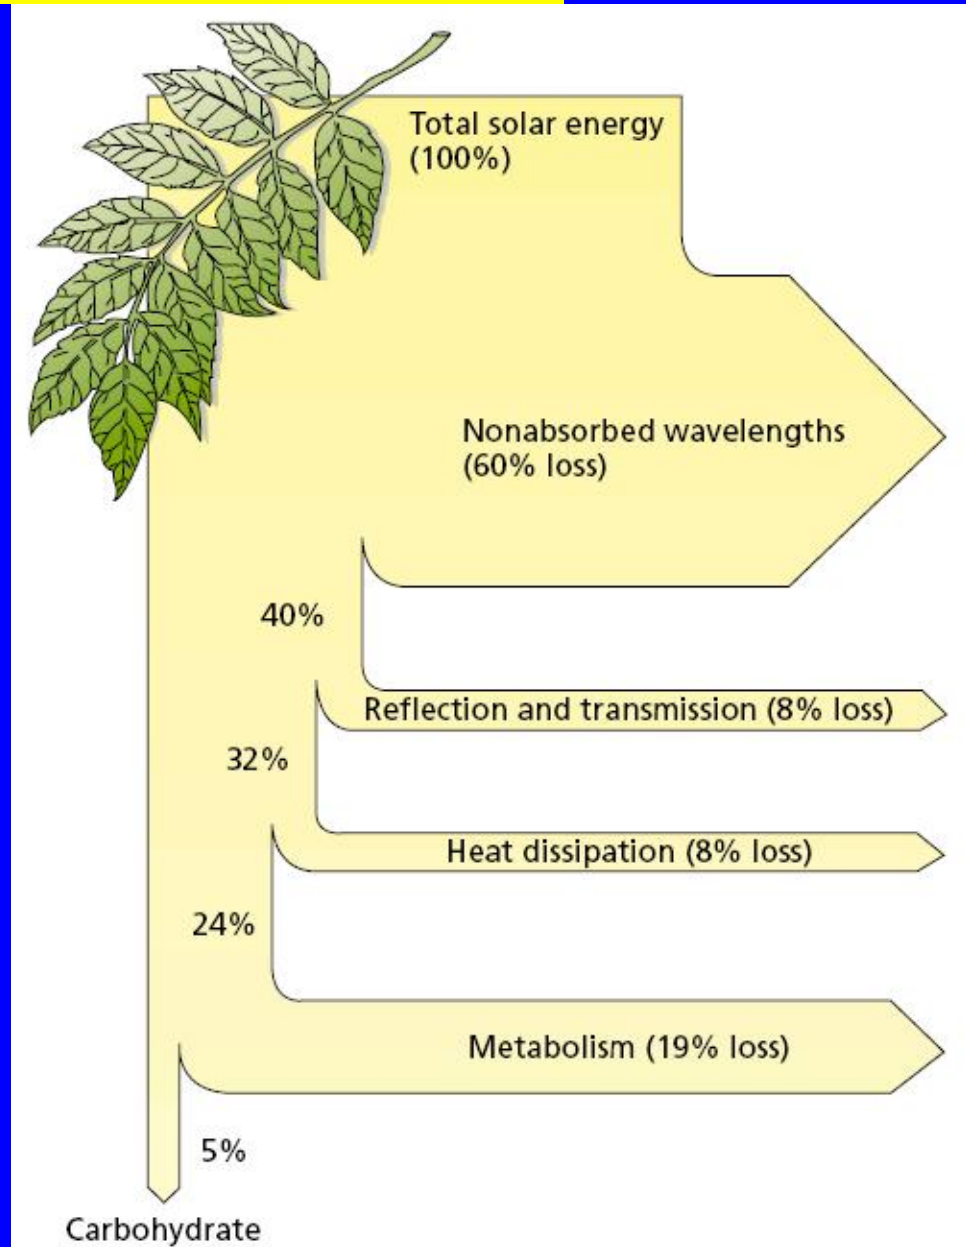 Total solar energy
(100%)
Nonabsorbed wavelengths
(60% loss)
40%
Reflection and transmission (8% loss)
32%
Heat dissipation (8% loss)
24%
Metabolism (19% loss)
5%
Carbohydrate